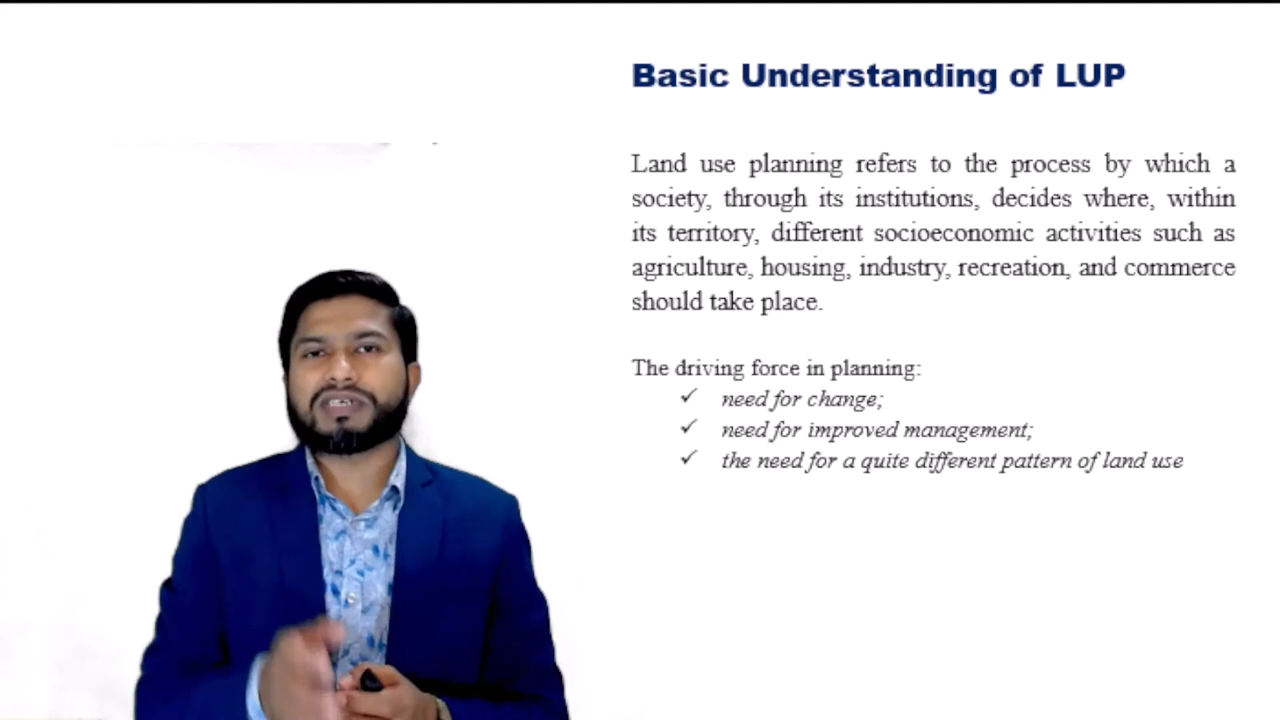 Basic Understanding of LUP
Land use planning refers to the process by which a
society, through its institutions, decides where, within
its territory, different socioeconomic activities such as
agriculture, housing, industry, recreation, and commerce
should take place.
The driving force in planning:
✓ need for change;
✓ need for improved management;
✓ the need for a quite different pattern of land use